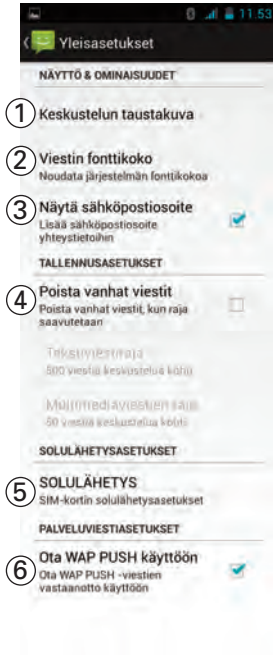 11.53
Yleisasetukset
NÄYTTÖ & OMINAISUUDET
1 Keskustelun taustakuva
2 Viestin fonttikoko
Noudata järjestelmän fonttikokoa
3 Näytä sähköpostiosoite
Lisää sähköpostiosoite
yhteystietoihin
TALLENNUSASETUKSET
4 Poista vanhat viestit
Poista vanhat viestit, kun raja
saavutetaan
Tekstiviestiraja
500 viestiä keskustelua kohti
Multimediaviestien raja
50 viestiä keskustelua kohti
SOLULÄHETYSASETUKSET
5 SOLULÄHETYS
SIM-kortin solulähetysasetukset
PALVELUVIESTIASETUKSET
6 Ota WAP PUSH käyttöön
Ota WAP PUSH -viestien
vastaanotto käyttöön